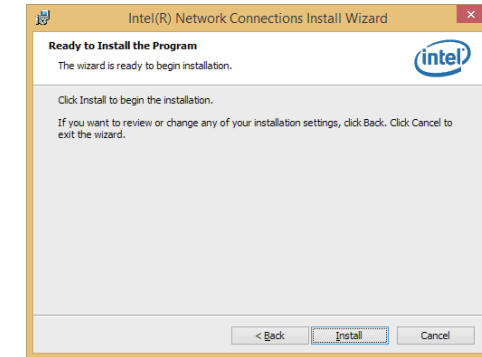 Intel(R) Network Connections Install Wizard
Ready to Install the Program
The wizard is ready to begin installation.
intel
Click Install to begin the installation.
If you want to review or change any of your installation settings, click Back. Click Cancel to
exit the wizard.
< Back
Install
Cancel